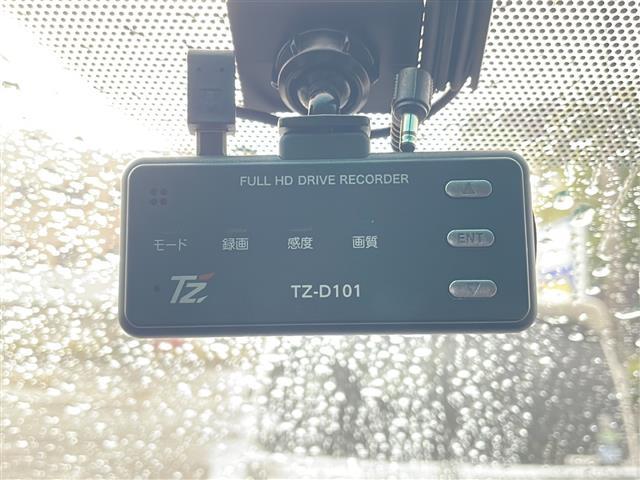 FULL HD DRIVE RECORDER
モード 録画 感度 画質
ENT
TZ.
TZ-D101